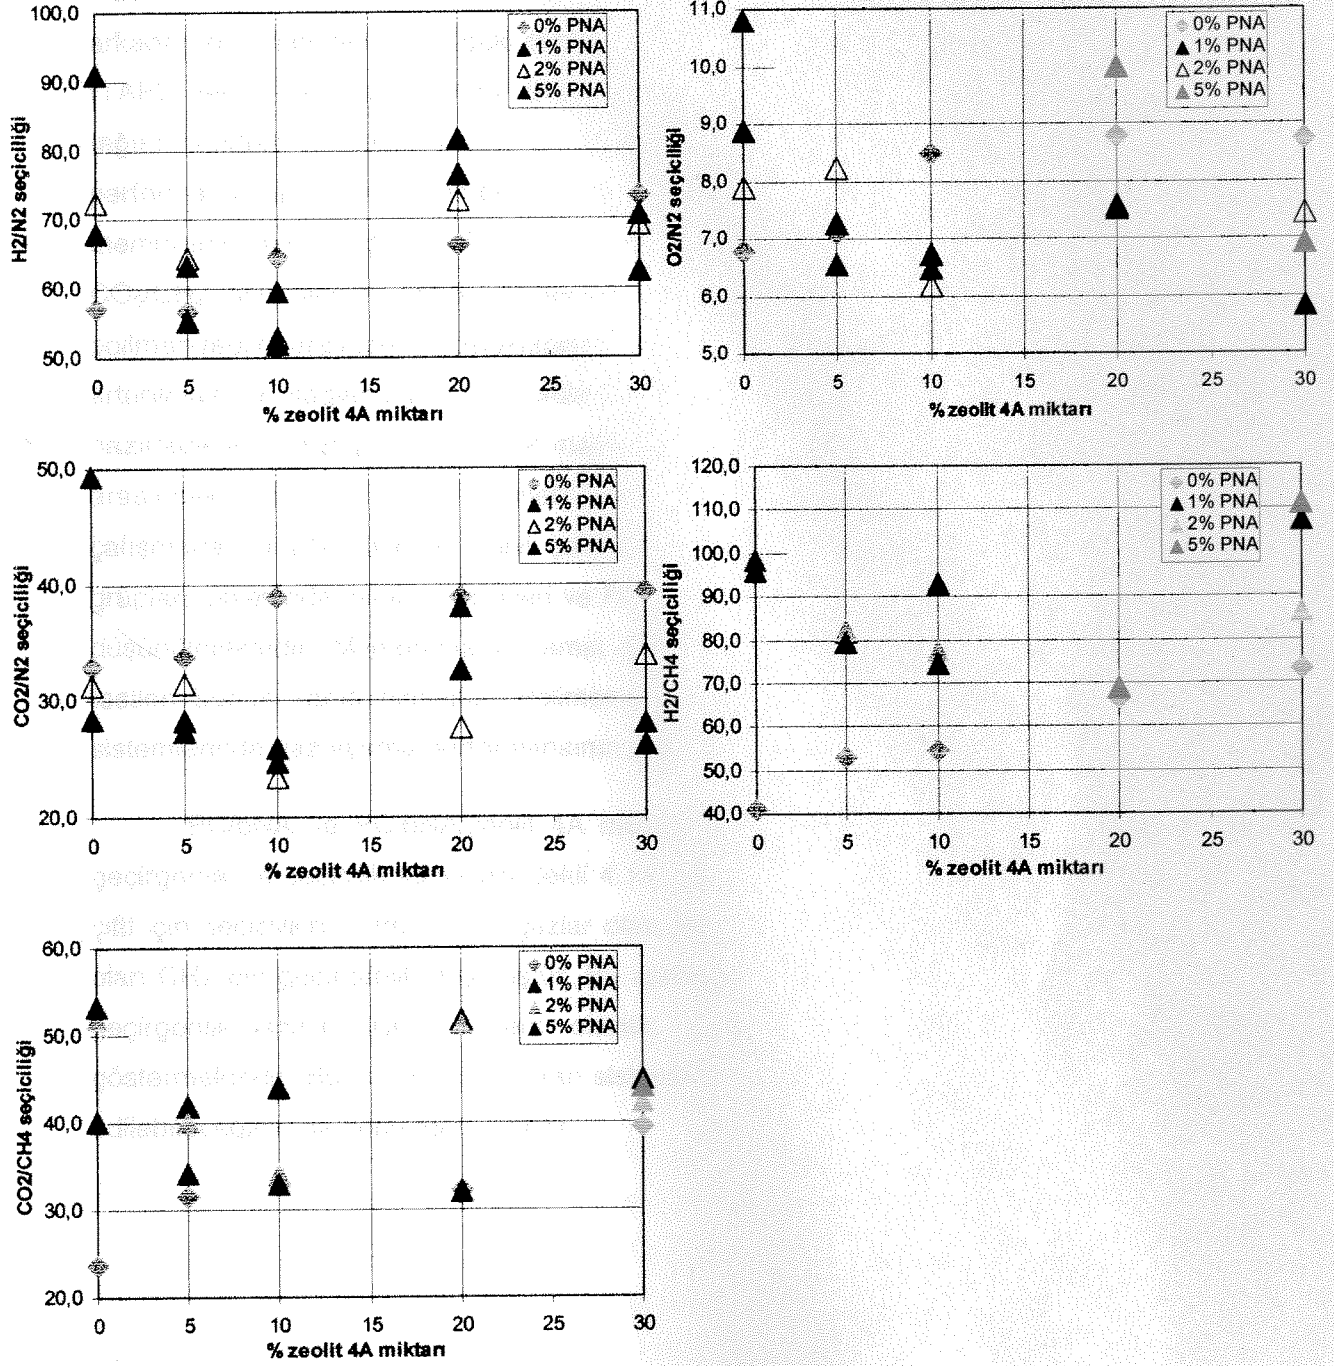 H2/N2 seçiciliği
100,0
90,0
80,0
70,0
60,0
50,0
0 5 10 15 20 25 30
% zeolit 4A miktarı
0% PNA
1% PNA
2% PNA
5% PNA
O2/N2 seçiciliği
11,0
10,0
9,0
8,0
7,0
6,0
5,0
0 5 10 15 20 25 30
% zeolit 4A miktarı
0% PNA
1% PNA
2% PNA
5% PNA
CO2/N2 seçiciliği
50,0
40,0
30,0
20,0
0 5 10 15 20 25 30
% zeolit 4A miktarı
0% PNA
1% PNA
2% PNA
5% PNA
H2/CH4 seçiciliği
120,0
110,0
100,0
90,0
80,0
70,0
60,0
50,0
40,0
0 5 10 15 20 25 30
% zeolit 4A miktarı
0% PNA
1% PNA
2% PNA
5% PNA
CO2/CH4 seçiciliği
60,0
50,0
40,0
30,0
20,0
0 5 10 15 20 25 30
% zeolit 4A miktarı
0% PNA
1% PNA
2% PNA
5% PNA